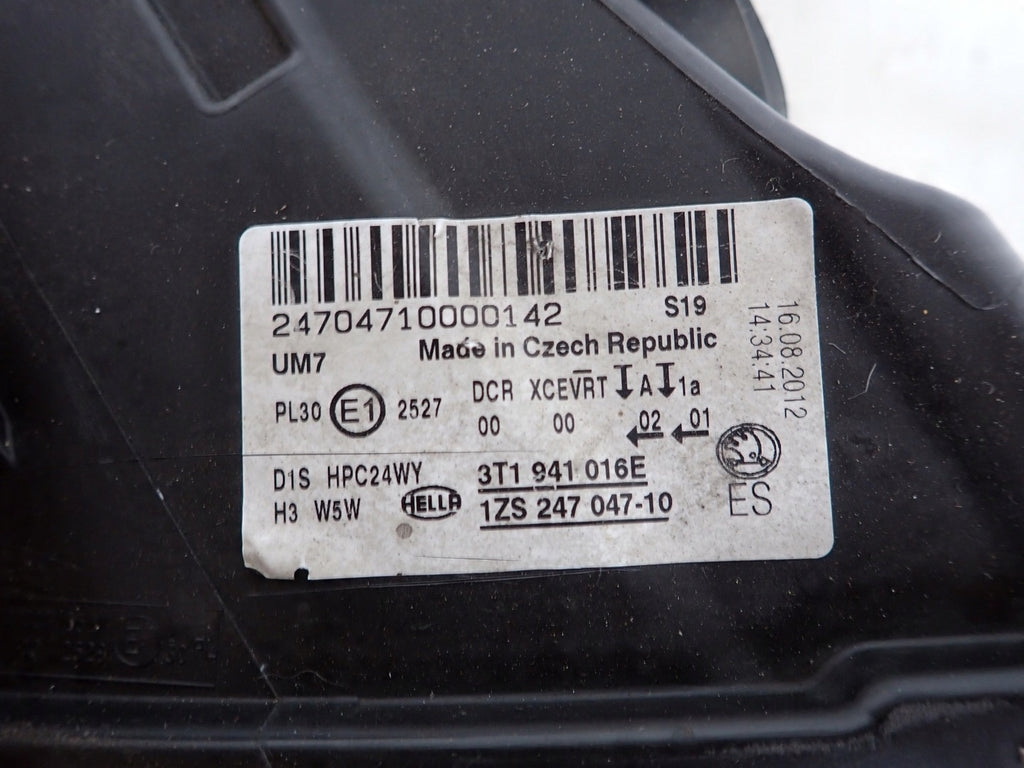 24704710000142
S19
UM7
Made in Czech Republic
PL30 E1 2527
DCR XCEVRT A 1a
00 00 02 01
D1S HPC24WY
H3 W5W
HELLA
3T1 941 016E
1ZS 247 047-10
ES
16.08.2012
14:34:41